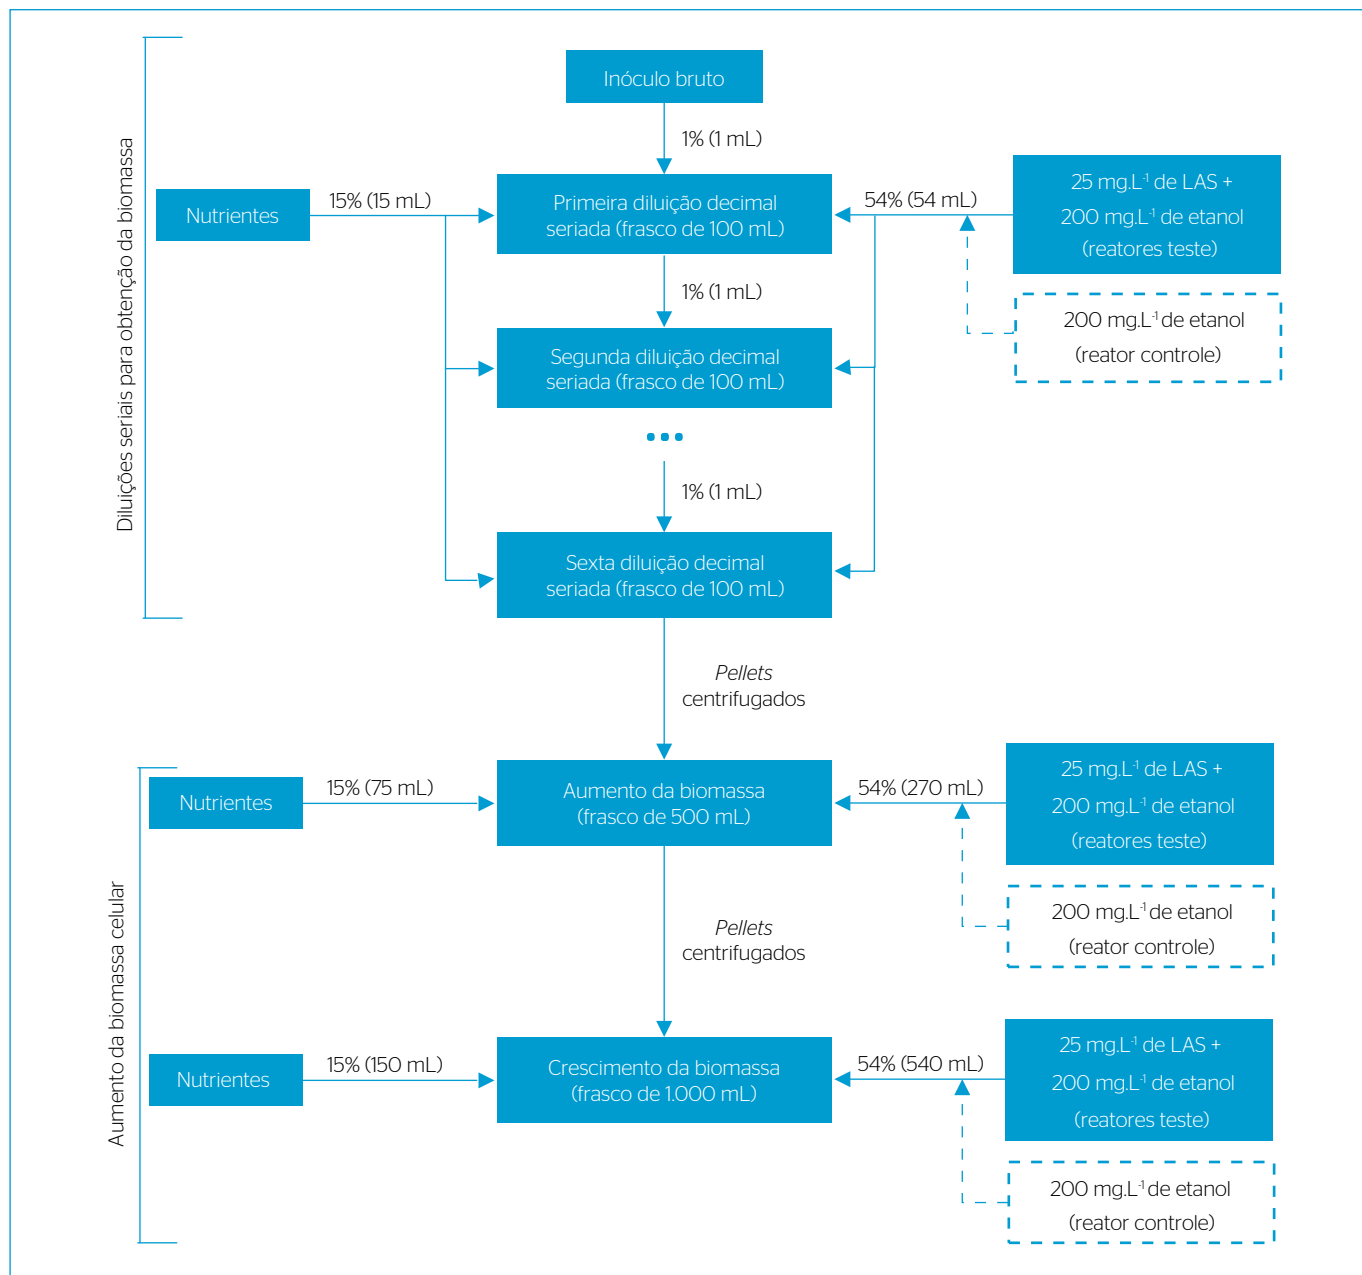 Diluições seriais para obtenção da biomassa
Inóculo bruto
1% (1 mL)
Nutrientes
15% (15 mL)
Primeira diluição decimal
seriada (frasco de 100 mL)
54% (54 mL)
25 mg.L⁻¹ de LAS +
200 mg.L⁻¹ de etanol
(reatores teste)
200 mg.L⁻¹ de etanol
(reator controle)
1% (1 mL)
Segunda diluição decimal
seriada (frasco de 100 mL)
1% (1 mL)
Sexta diluição decimal
seriada (frasco de 100 mL)
Pellets
centrifugados
Aumento da biomassa celular
Nutrientes
15% (75 mL)
Aumento da biomassa
(frasco de 500 mL)
54% (270 mL)
25 mg.L⁻¹ de LAS +
200 mg.L⁻¹ de etanol
(reatores teste)
200 mg.L⁻¹ de etanol
(reator controle)
Pellets
centrifugados
Nutrientes
15% (150 mL)
Crescimento da biomassa
(frasco de 1.000 mL)
54% (540 mL)
25 mg.L⁻¹ de LAS +
200 mg.L⁻¹ de etanol
(reatores teste)
200 mg.L⁻¹ de etanol
(reator controle)